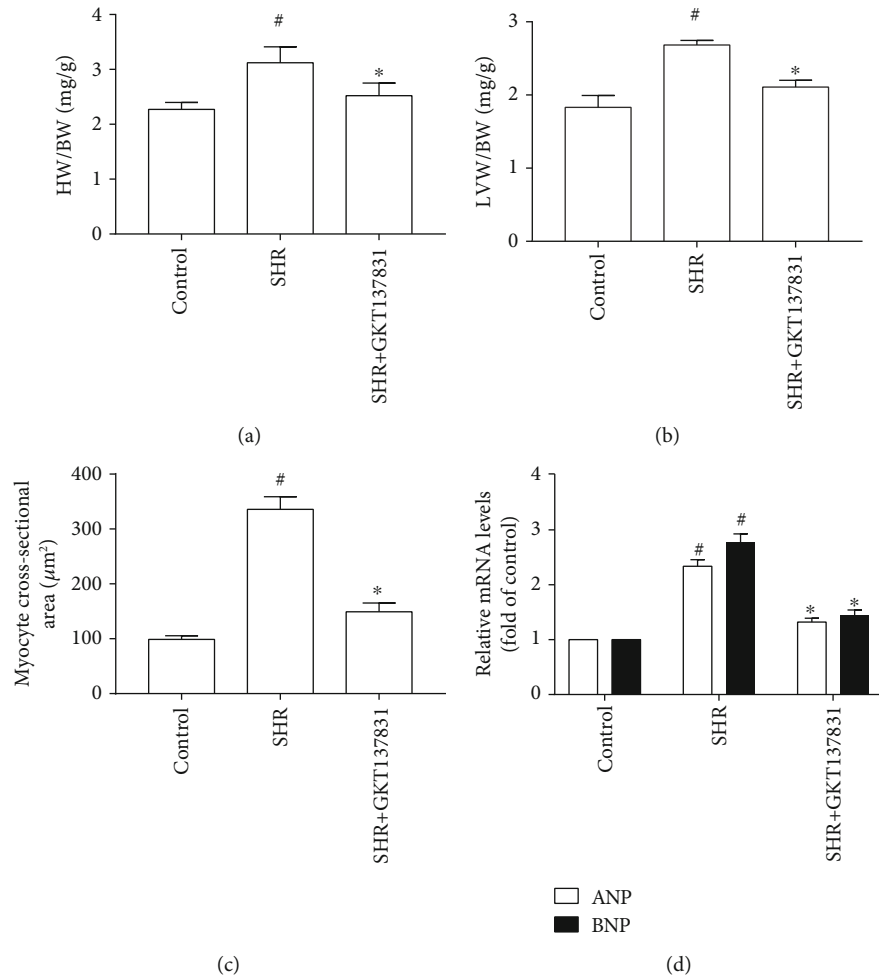 HW/BW (mg/g)
4
3
2
1
0
#
*
Control
SHR
SHR+GKT137831
(a)
LVW/BW (mg/g)
3
2
1
0
#
*
Control
SHR
SHR+GKT137831
(b)
Myocyte cross-sectional
area (μm²)
400
300
200
100
0
#
*
Control
SHR
SHR+GKT137831
(c)
Relative mRNA levels
(fold of control)
4
3
2
1
0
# #
* *
Control
SHR
SHR+GKT137831
ANP
BNP
(d)